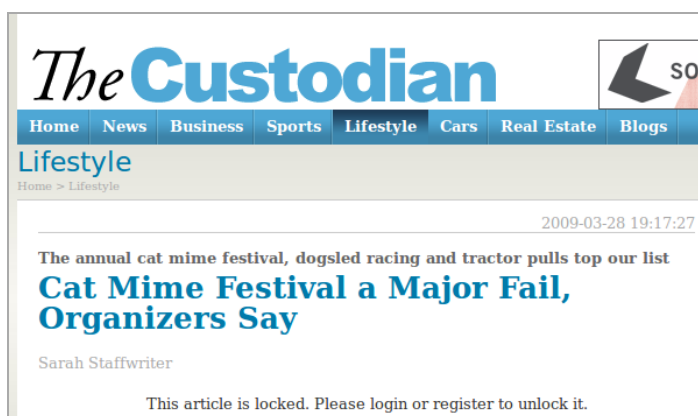 The Custodian
SO
Home News Business Sports Lifestyle Cars Real Estate Blogs
Lifestyle
Home > Lifestyle
2009-03-28 19:17:27
The annual cat mime festival, dogsled racing and tractor pulls top our list
Cat Mime Festival a Major Fail,
Organizers Say
Sarah Staffwriter
This article is locked. Please login or register to unlock it.